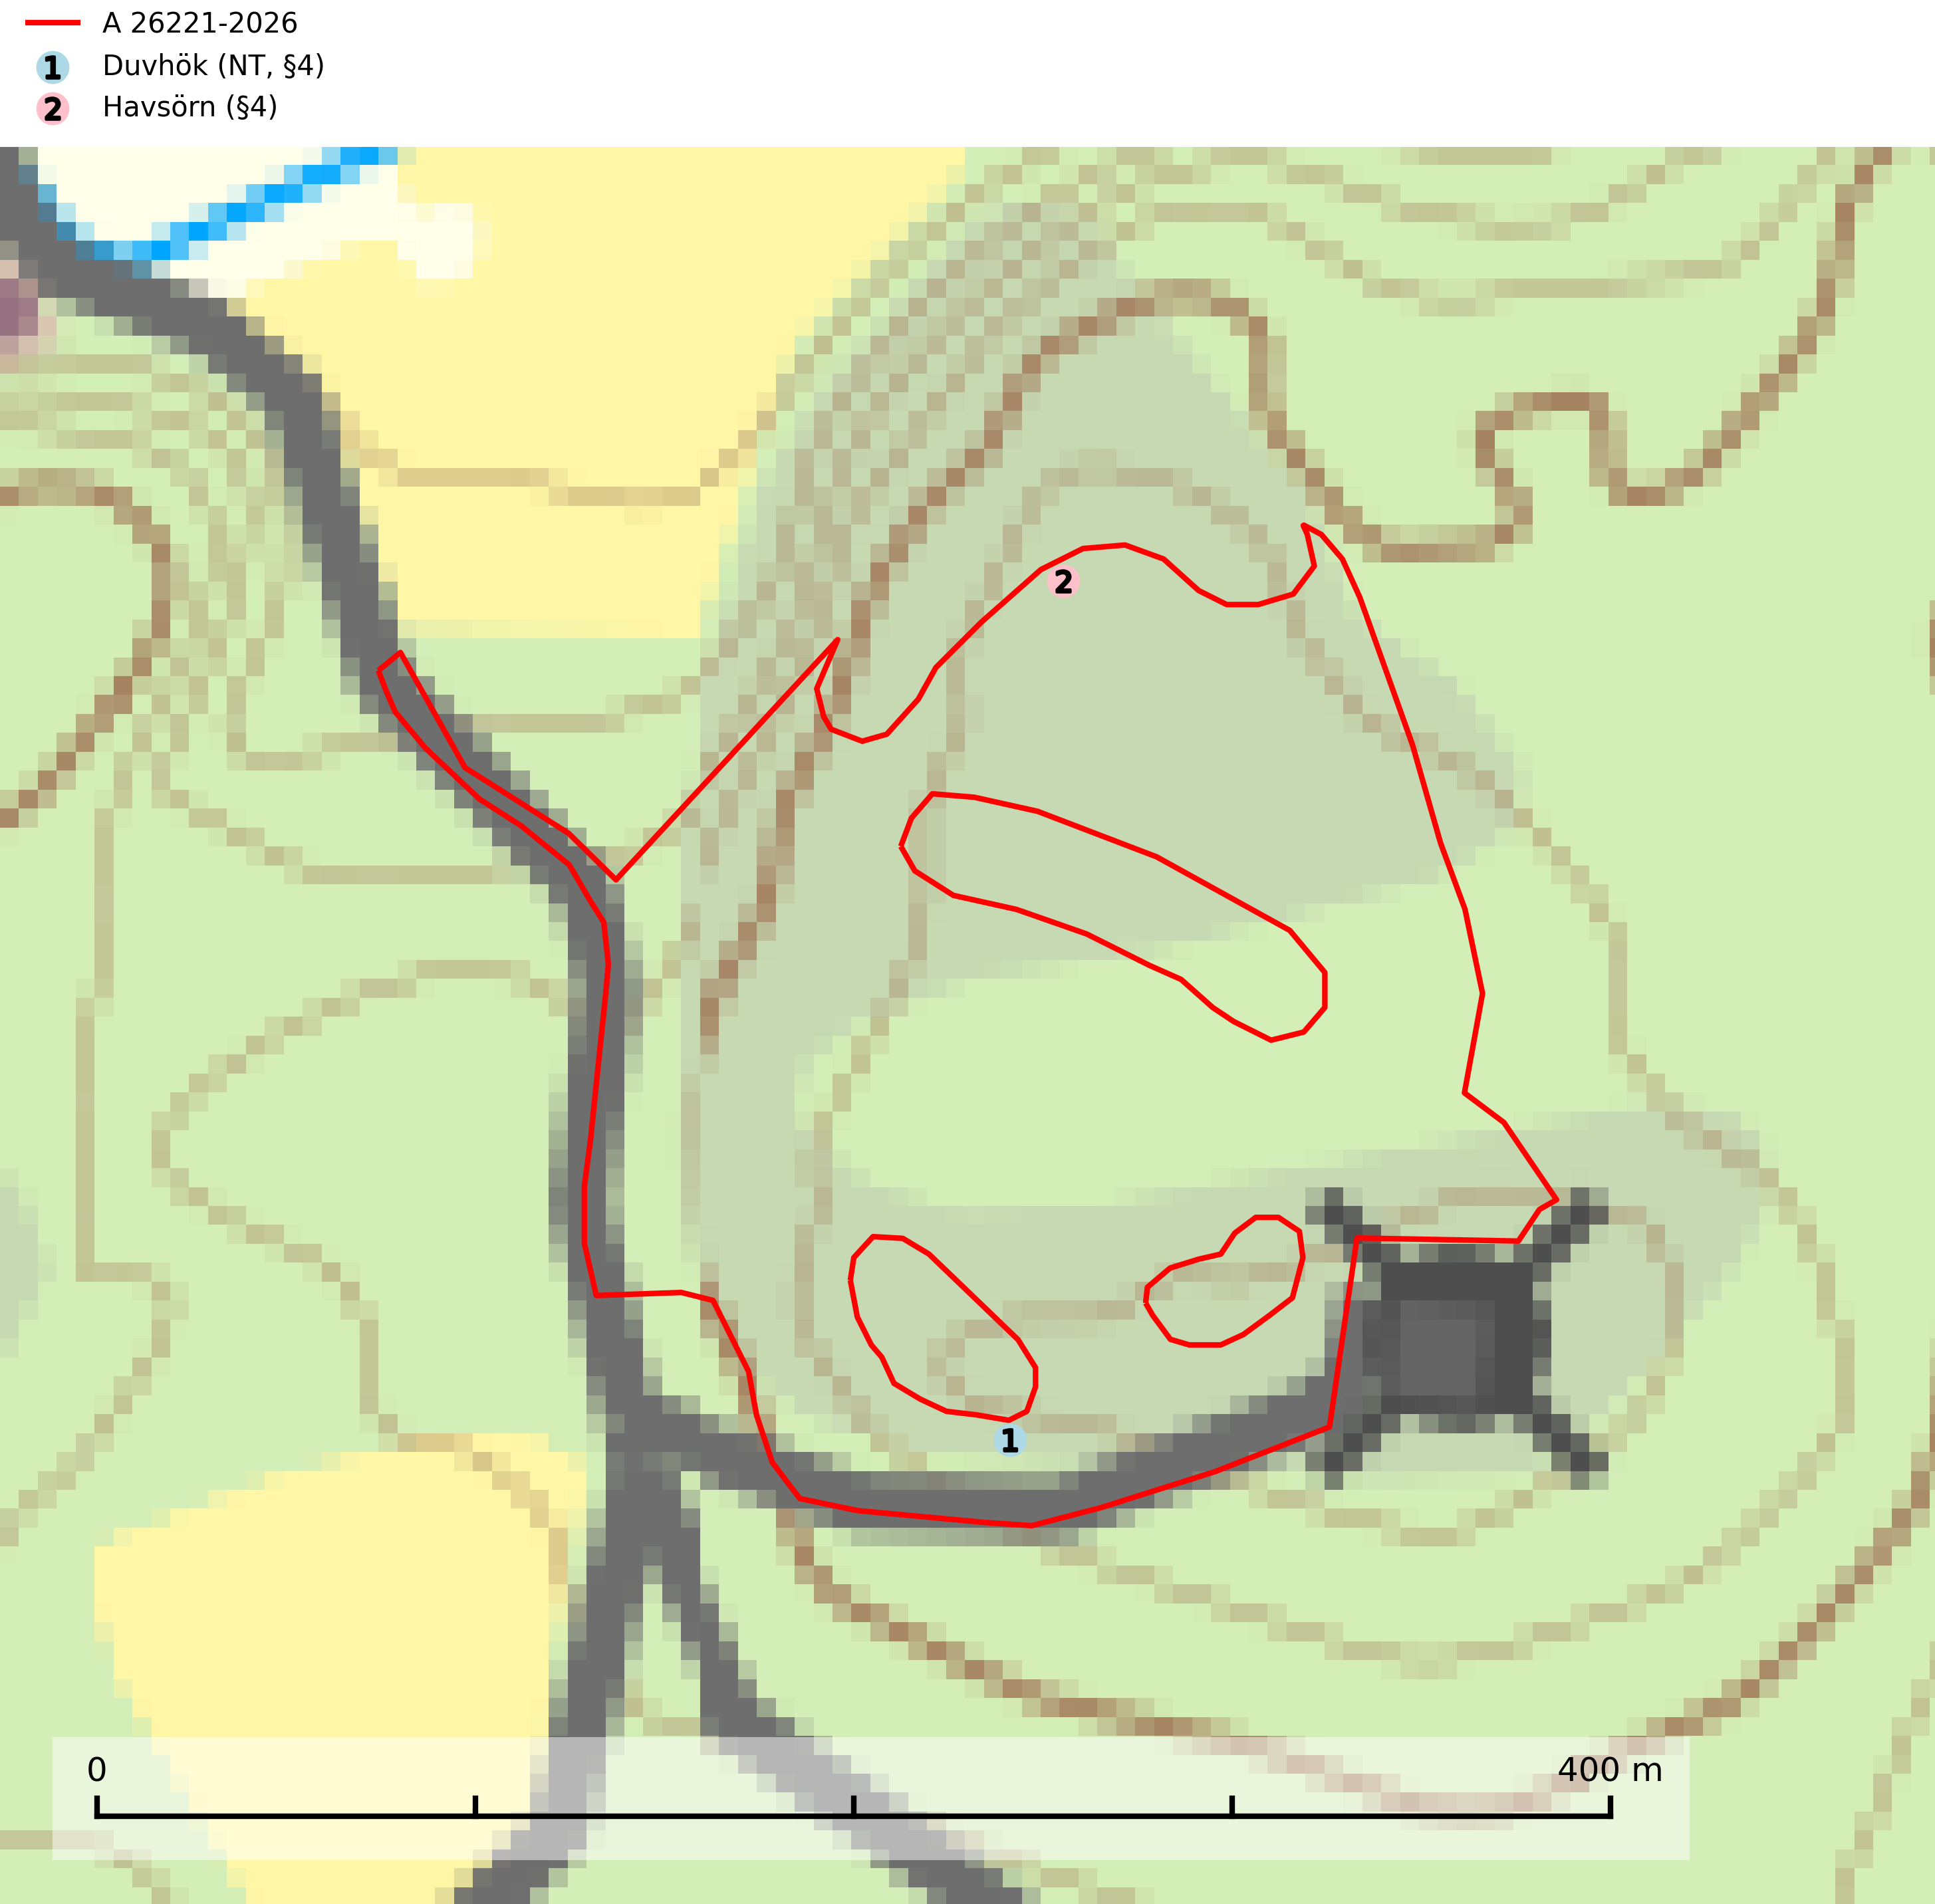 A 26221-2026
1 Duvhök (NT, §4)
2 Havsörn (§4)
2
1
0 400 m